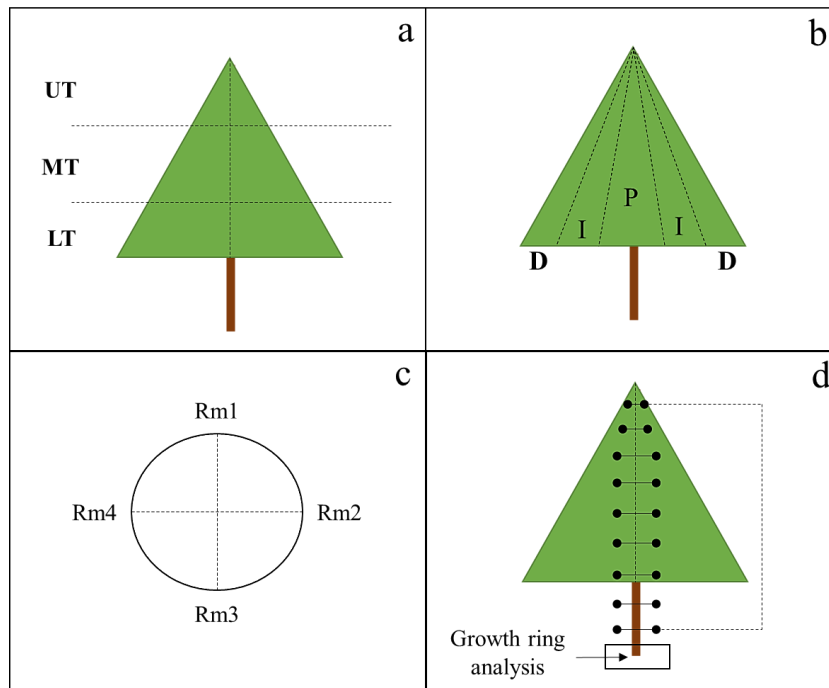 a
UT
MT
LT
b
P
I I
D D
c
Rm1
Rm4 Rm2
Rm3
d
Growth ring
analysis